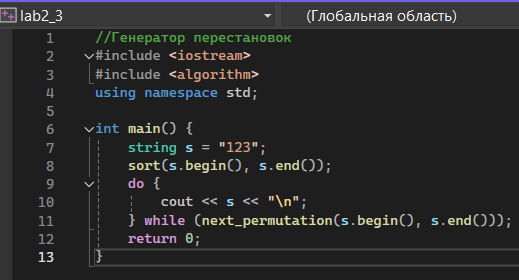 lab2_3
(Глобальная область)
1 //Генератор перестановок
2 #include <iostream>
3 #include <algorithm>
4 using namespace std;
5
6 int main() {
7 string s = "123";
8 sort(s.begin(), s.end());
9 do {
10 cout << s << "\n";
11 } while (next_permutation(s.begin(), s.end()));
12 return 0;
13 }